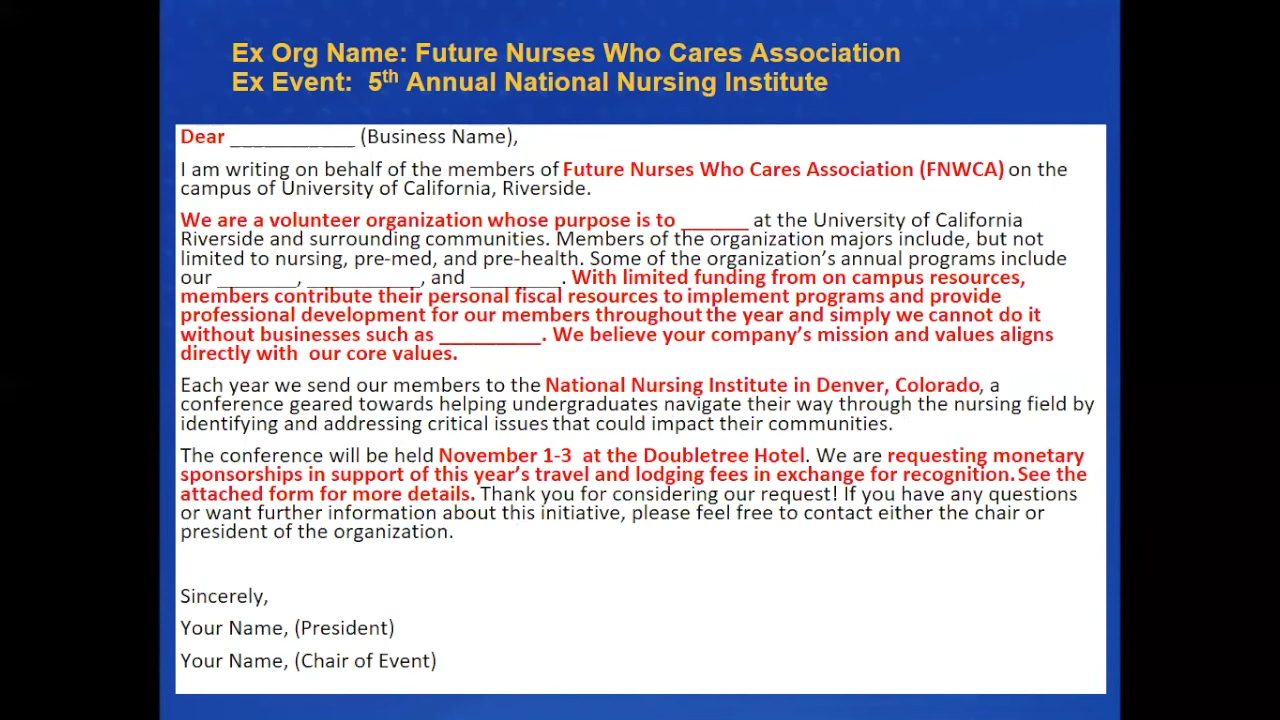 Ex Org Name: Future Nurses Who Cares Association
Ex Event: 5th Annual National Nursing Institute
Dear ___________ (Business Name),
I am writing on behalf of the members of Future Nurses Who Cares Association (FNWCA) on the
campus of University of California, Riverside.
We are a volunteer organization whose purpose is to ______ at the University of California
Riverside and surrounding communities. Members of the organization majors include, but not
limited to nursing, pre-med, and pre-health. Some of the organization's annual programs include
our _______, _________, and ________. With limited funding from on campus resources,
members contribute their personal fiscal resources to implement programs and provide
professional development for our members throughout the year and simply we cannot do it
without businesses such as _________. We believe your company's mission and values aligns
directly with our core values.
Each year we send our members to the National Nursing Institute in Denver, Colorado, a
conference geared towards helping undergraduates navigate their way through the nursing field by
identifying and addressing critical issues that could impact their communities.
The conference will be held November 1-3 at the Doubletree Hotel. We are requesting monetary
sponsorships in support of this year's travel and lodging fees in exchange for recognition. See the
attached form for more details. Thank you for considering our request! If you have any questions
or want further information about this initiative, please feel free to contact either the chair or
president of the organization.
Sincerely,
Your Name, (President)
Your Name, (Chair of Event)